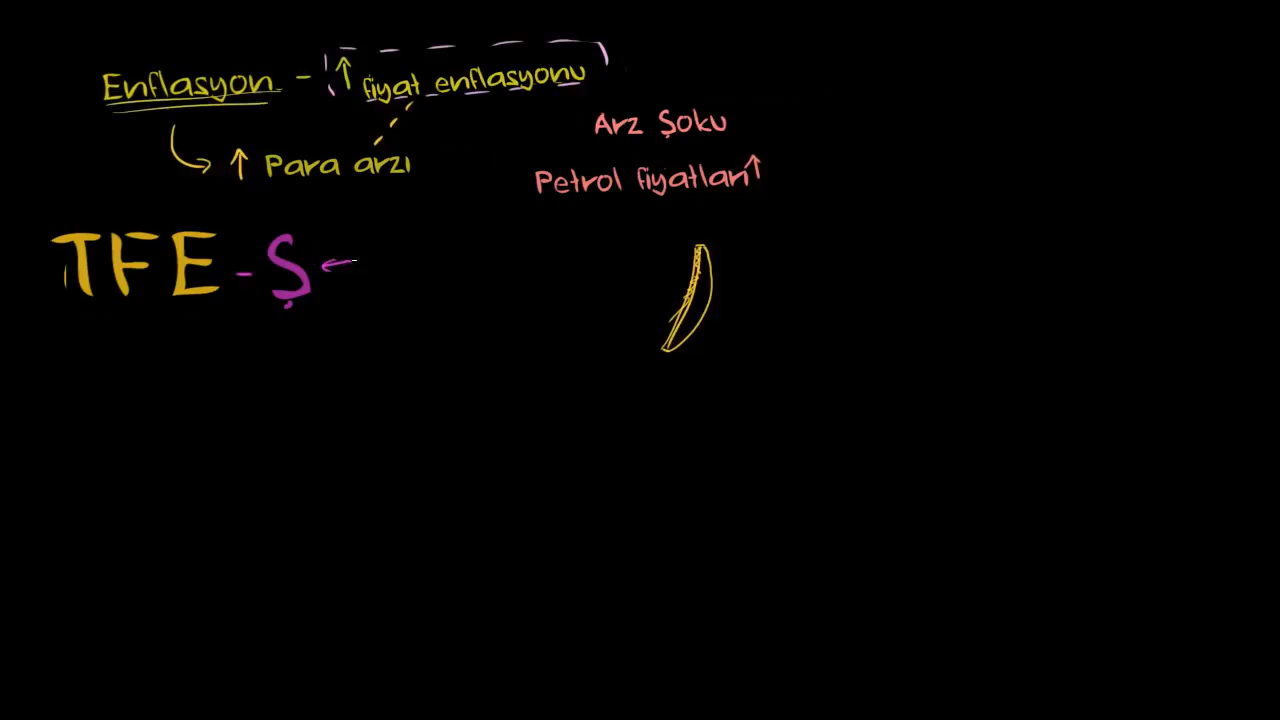 Enflasyon - ↑ fiyat enflasyonu
↑ Para arzı
Arz Şoku
Petrol fiyatları ↑
TFE - Ş ←